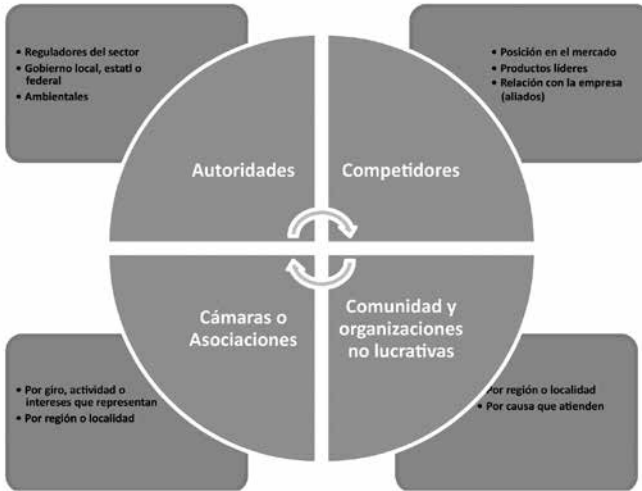 • Reguladores del sector
• Gobierno local, estatl o
federal
• Ambientales
• Posición en el mercado
• Productos líderes
• Relación con la empresa
(aliados)
Autoridades
Competidores
Cámaras o
Asociaciones
Comunidad y
organizaciones
no lucrativas
• Por giro, actividad o
intereses que representan
• Por región o localidad
Por región o localidad
• Por causa que atienden